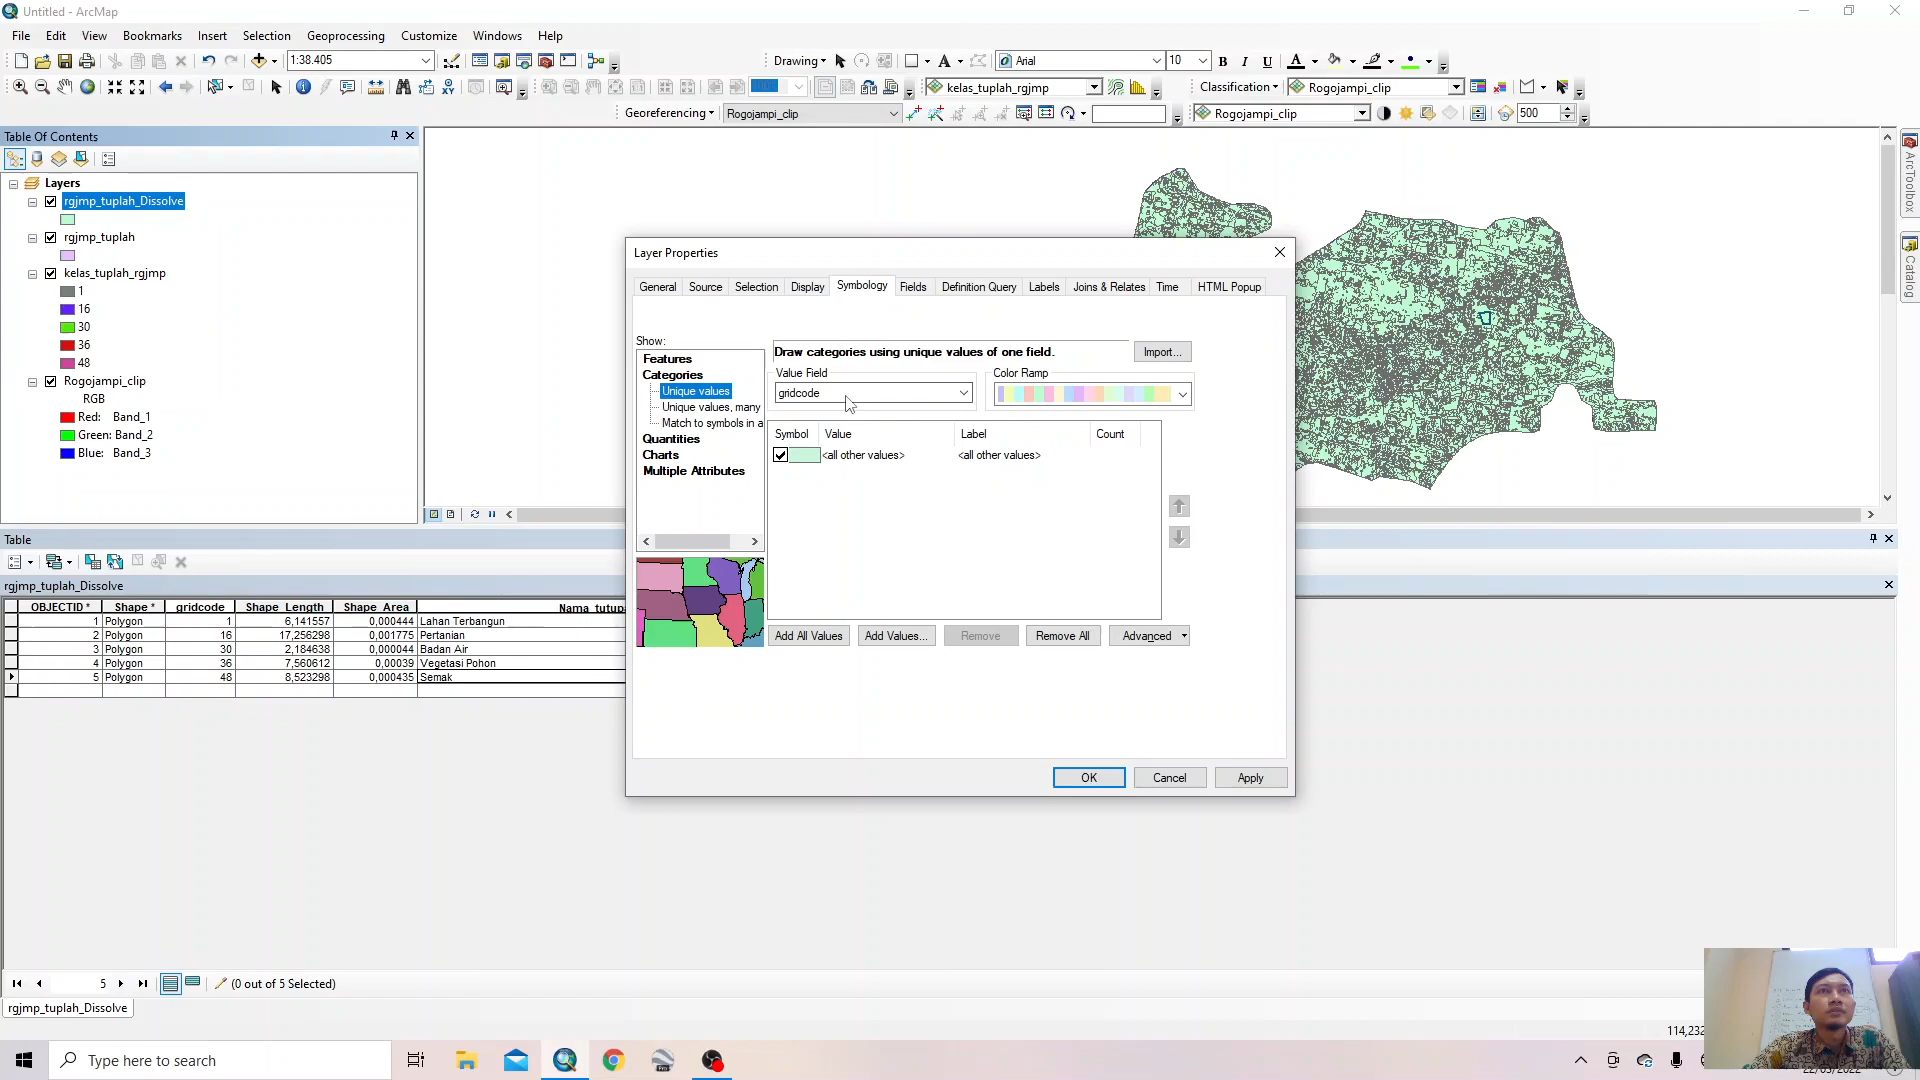 Untitled - ArcMap
File Edit View Bookmarks Insert Selection Geoprocessing Customize Windows Help
1:38.405
Drawing
Arial
10
B I U
kelas_tuplah_rgjmp
Classification
Rogojampi_clip
Georeferencing
Rogojampi_clip
Rogojampi_clip
500
Table Of Contents
Layers
rgjmp_tuplah_Dissolve
rgjmp_tuplah
kelas_tuplah_rgjmp
1
16
30
36
48
Rogojampi_clip
RGB
Red: Band_1
Green: Band_2
Blue: Band_3
ArcToolbox
Catalog
Layer Properties
General Source Selection Display Symbology Fields Definition Query Labels Joins & Relates Time HTML Popup
Show:
Features
Categories
Unique values
Unique values, many
Match to symbols in a
Quantities
Charts
Multiple Attributes
Draw categories using unique values of one field.
Import...
Value Field
gridcode
Color Ramp
Symbol Value Label Count
<all other values> <all other values>
Add All Values Add Values... Remove Remove All Advanced
OK Cancel Apply
Table
rgjmp_tuplah_Dissolve
OBJECTID * Shape * gridcode Shape_Length Shape_Area Nama_tutup
1 Polygon 1 6,141557 0,000444 Lahan Terbangun
2 Polygon 16 17,256298 0,001775 Pertanian
3 Polygon 30 2,184638 0,000044 Badan Air
4 Polygon 36 7,560612 0,00039 Vegetasi Pohon
5 Polygon 48 8,523298 0,000435 Semak
5
(0 out of 5 Selected)
rgjmp_tuplah_Dissolve
114,232
Type here to search